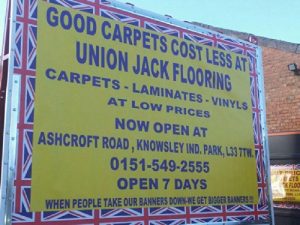 GOOD CARPETS COST LESS AT
UNION JACK FLOORING
CARPETS - LAMINATES - VINYLS
AT LOW PRICES
NOW OPEN AT
ASHCROFT ROAD, KNOWSLEY IND. PARK, L33 7TW.
0151-549-2555
OPEN 7 DAYS
WHEN PEOPLE TAKE OUR BANNERS DOWN-WE GET BIGGER BANNERS !!!